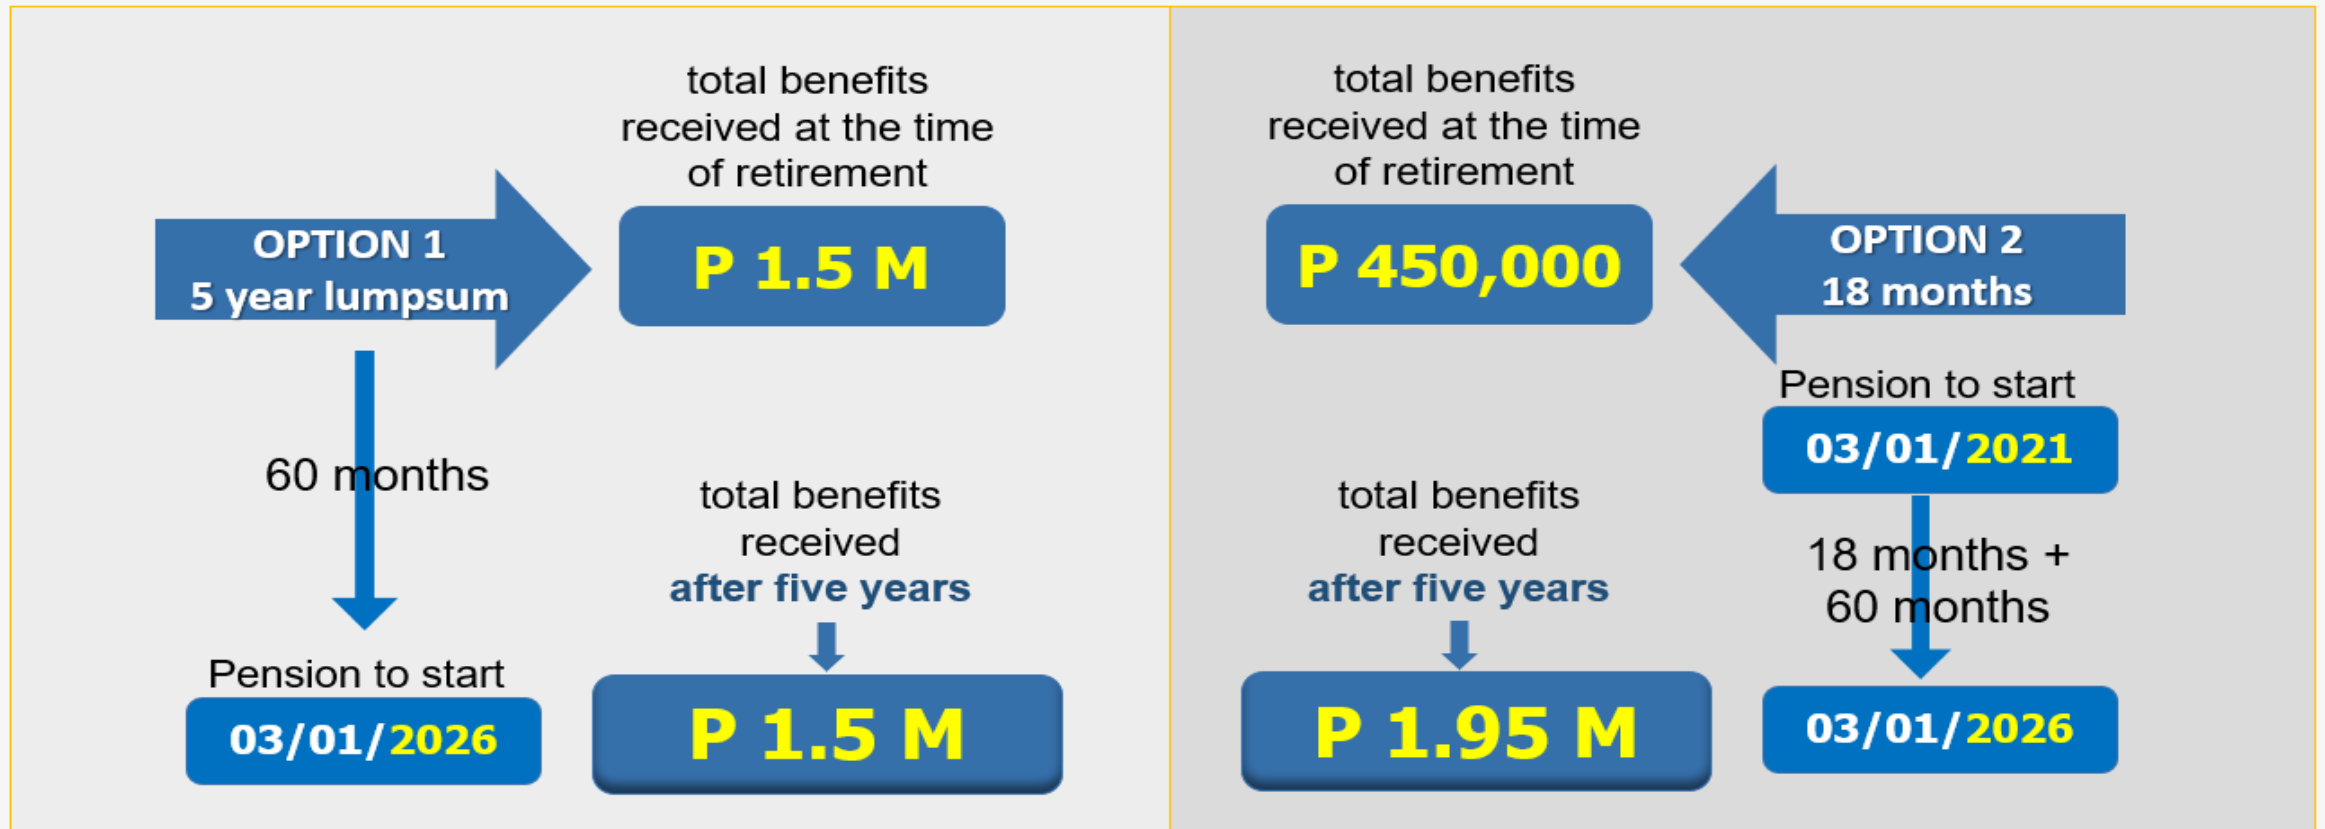 total benefits
received at the time
of retirement
OPTION 1
5 year lumpsum
P 1.5 M
60 months
total benefits
received
after five years
Pension to start
03/01/2026
P 1.5 M
total benefits
received at the time
of retirement
P 450,000
OPTION 2
18 months
Pension to start
03/01/2021
total benefits
received
after five years
18 months +
60 months
P 1.95 M
03/01/2026